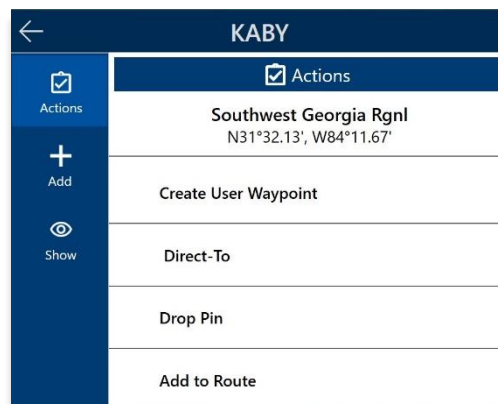 KABY
Actions
Add
Show
Actions
Southwest Georgia Rgnl
N31°32.13', W84°11.67'
Create User Waypoint
Direct-To
Drop Pin
Add to Route